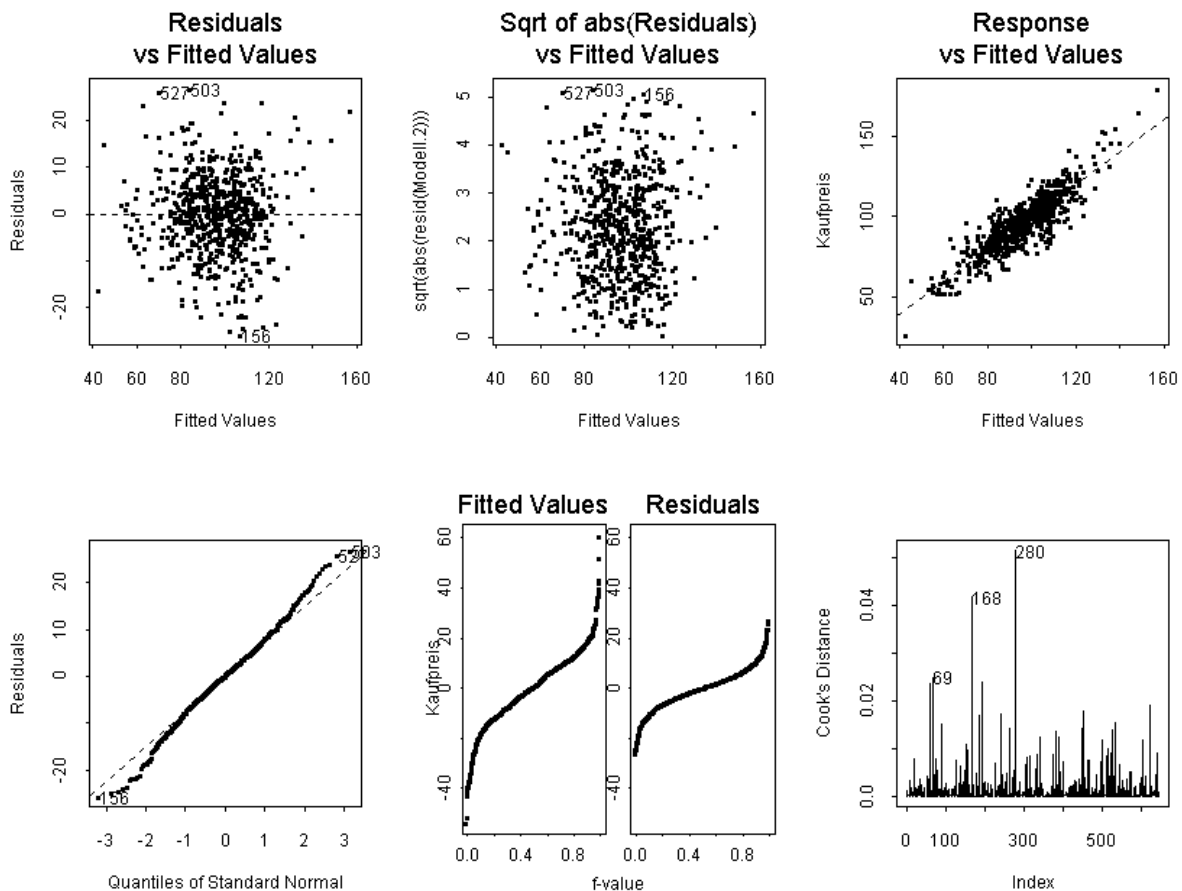 Residuals
vs Fitted Values
Residuals
20
10
0
-20
527
503
156
40 60 80 120 160
Fitted Values
Sqrt of abs(Residuals)
vs Fitted Values
sqrt(abs(resid(Modell.2)))
5
4
3
2
1
0
527
503
156
40 60 80 120 160
Fitted Values
Response
vs Fitted Values
Kaufpreis
150
100
50
40 60 80 120 160
Fitted Values
Residuals
20
10
0
-20
503
156
-3 -2 -1 0 1 2 3
Quantiles of Standard Normal
Fitted Values
Residuals
Kaufpreis
60
40
20
0
-40
60
40
20
0
-40
0.0 0.4 0.8
0.0 0.4 0.8
f-value
Cook's Distance
0.04
0.02
0.0
280
168
69
0 100 300 500
Index